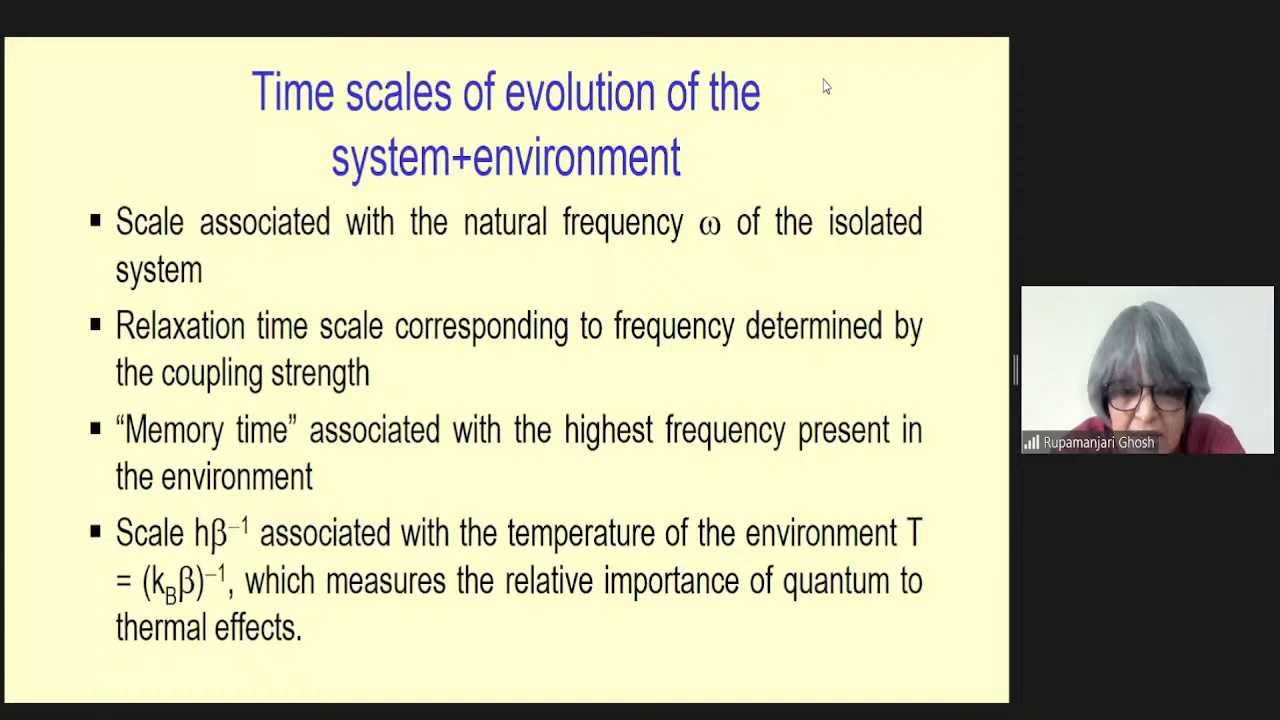 Time scales of evolution of the
system+environment
▪ Scale associated with the natural frequency ω of the isolated
system
▪ Relaxation time scale corresponding to frequency determined by
the coupling strength
▪ “Memory time” associated with the highest frequency present in
the environment
▪ Scale hβ⁻¹ associated with the temperature of the environment T
= (k_Bβ)⁻¹, which measures the relative importance of quantum to
thermal effects.
Rupamanjari Ghosh